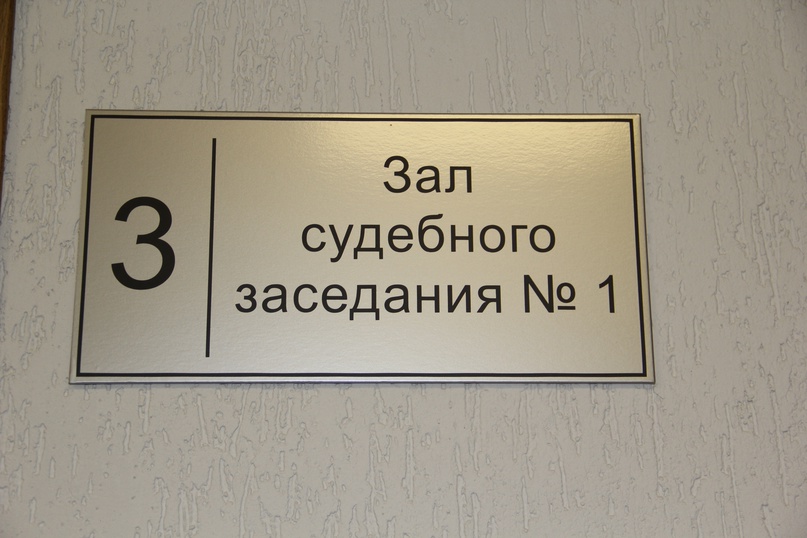 3
Зал
судебного
заседания № 1